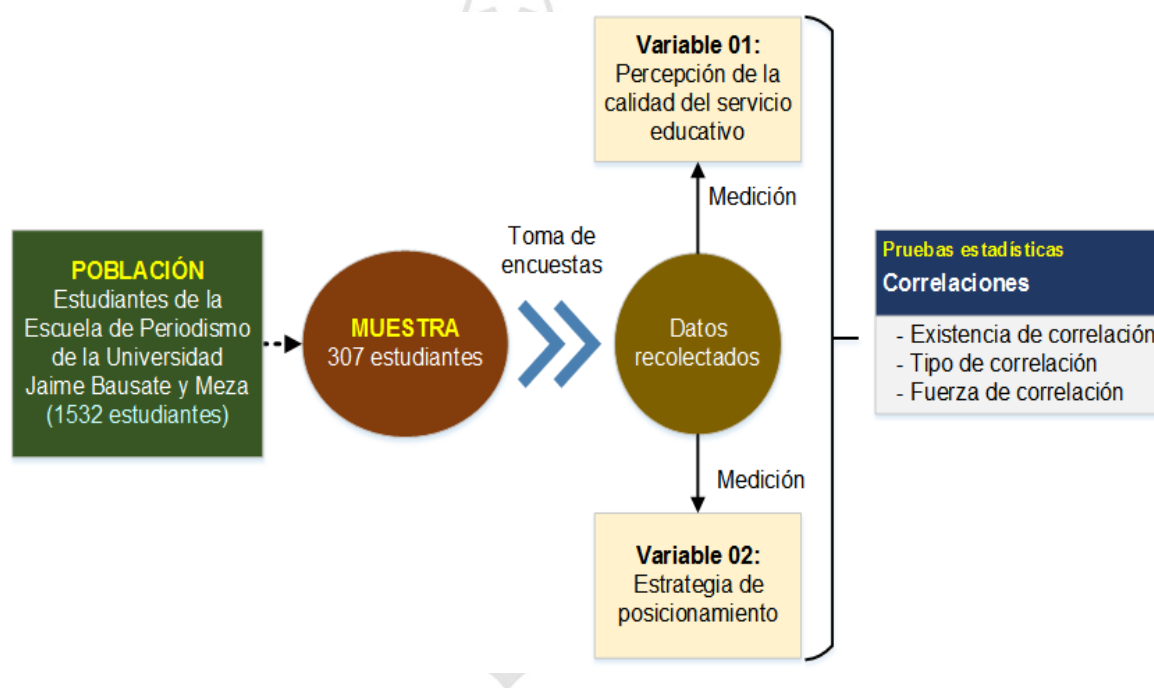 POBLACIÓN
Estudiantes de la
Escuela de Periodismo
de la Universidad
Jaime Bausate y Meza
(1532 estudiantes)
MUESTRA
307 estudiantes
Toma de
encuestas
Datos
recolectados
Medición
Variable 01:
Percepción de la
calidad del servicio
educativo
Medición
Variable 02:
Estrategia de
posicionamiento
Pruebas estadísticas
Correlaciones
- Existencia de correlación
- Tipo de correlación
- Fuerza de correlación